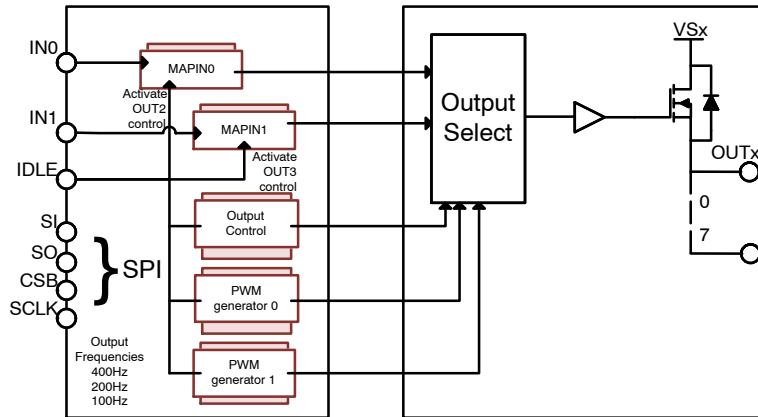 IN0
MAPIN0
Activate
OUT2
control
IN1
MAPIN1
Activate
OUT3
control
IDLE
SI
SO
CSB
SCLK
} SPI
Output
Control
PWM
generator 0
PWM
generator 1
Output
Frequencies
400Hz
200Hz
100Hz
Output
Select
VSx
OUTx
0
7